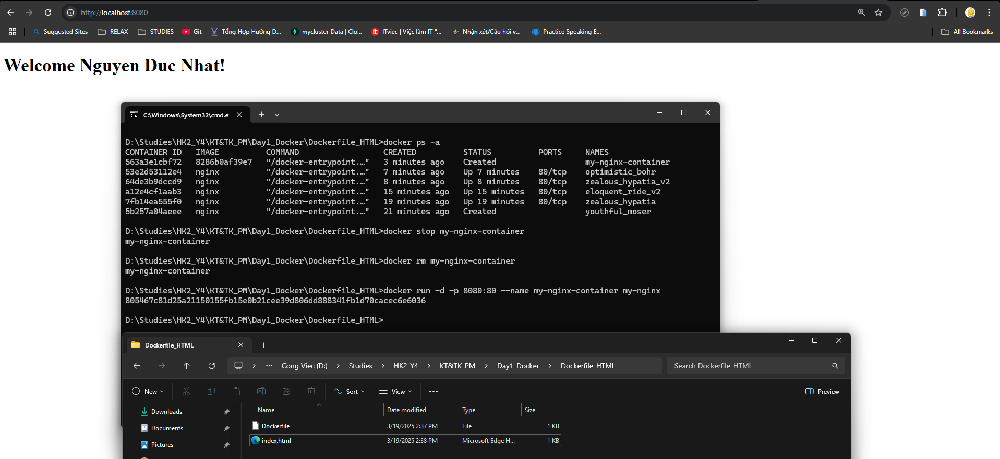 http://localhost:8080
Suggested Sites RELAX STUDIES Git Tổng Hợp Hướng D... mycluster Data | Clo... ITviec | Việc làm IT "... Nhận xét/Câu hỏi v... Practice Speaking E... All Bookmarks
Welcome Nguyen Duc Nhat!
C:\Windows\System32\cmd.e
D:\Studies\HK2_Y4\KT&TK_PM\Day1_Docker\Dockerfile_HTML>docker ps -a
CONTAINER ID IMAGE COMMAND CREATED STATUS PORTS NAMES
563a3e1cbf72 8286b0af39e7 "/docker-entrypoint.…" 3 minutes ago Created my-nginx-container
53e2d53112e4 nginx "/docker-entrypoint.…" 7 minutes ago Up 7 minutes 80/tcp optimistic_bohr
64de3b9dccd9 nginx "/docker-entrypoint.…" 8 minutes ago Up 8 minutes 80/tcp zealous_hypatia_v2
a12e4cf1aab3 nginx "/docker-entrypoint.…" 15 minutes ago Up 15 minutes 80/tcp eloquent_ride_v2
7fb14ea555f0 nginx "/docker-entrypoint.…" 19 minutes ago Up 19 minutes 80/tcp zealous_hypatia
5b257a04aeee nginx "/docker-entrypoint.…" 21 minutes ago Created youthful_moser
D:\Studies\HK2_Y4\KT&TK_PM\Day1_Docker\Dockerfile_HTML>docker stop my-nginx-container
my-nginx-container
D:\Studies\HK2_Y4\KT&TK_PM\Day1_Docker\Dockerfile_HTML>docker rm my-nginx-container
my-nginx-container
D:\Studies\HK2_Y4\KT&TK_PM\Day1_Docker\Dockerfile_HTML>docker run -d -p 8080:80 --name my-nginx-container my-nginx
805467c81d25a21150155fb15e0b21cee39d806dd888341fb1d70cacec6e6036
D:\Studies\HK2_Y4\KT&TK_PM\Day1_Docker\Dockerfile_HTML>
Dockerfile_HTML
Cong Viec (D:) Studies HK2_Y4 KT&TK_PM Day1_Docker Dockerfile_HTML Search Dockerfile_HTML
New Sort View Preview
Name Date modified Type Size
Downloads
Dockerfile 3/19/2025 2:37 PM File 1 KB
Documents
index.html 3/19/2025 2:38 PM Microsoft Edge H... 1 KB
Pictures